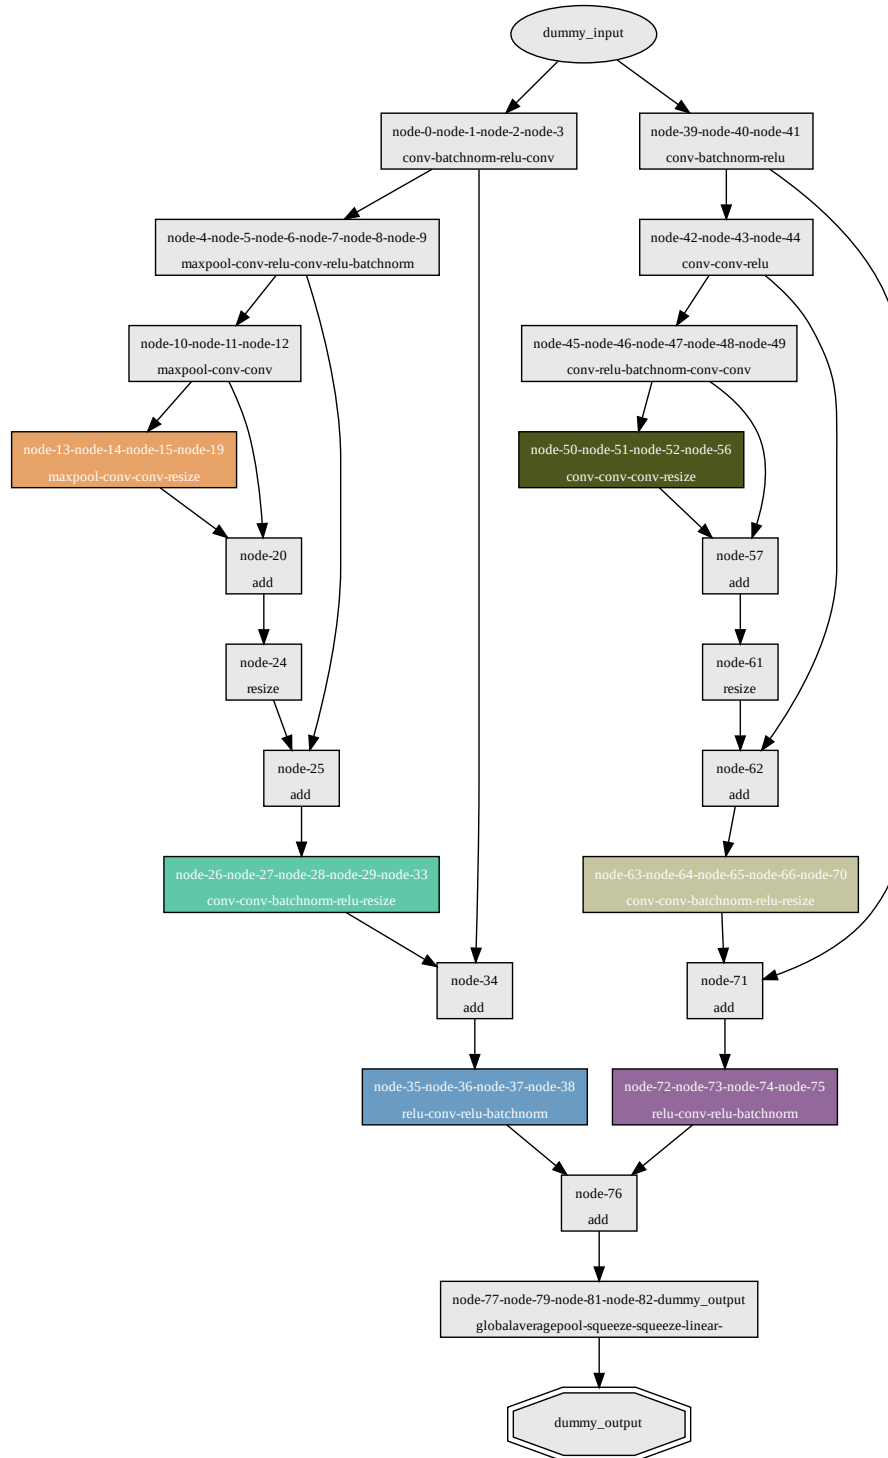 dummy_input
node-0-node-1-node-2-node-3
conv-batchnorm-relu-conv
node-39-node-40-node-41
conv-batchnorm-relu
node-4-node-5-node-6-node-7-node-8-node-9
maxpool-conv-relu-conv-relu-batchnorm
node-42-node-43-node-44
conv-conv-relu
node-10-node-11-node-12
maxpool-conv-conv
node-45-node-46-node-47-node-48-node-49
conv-relu-batchnorm-conv-conv
node-13-node-14-node-15-node-19
maxpool-conv-conv-resize
node-50-node-51-node-52-node-56
conv-conv-conv-resize
node-20
add
node-57
add
node-24
resize
node-61
resize
node-25
add
node-62
add
node-26-node-27-node-28-node-29-node-33
conv-conv-batchnorm-relu-resize
node-63-node-64-node-65-node-66-node-70
conv-conv-batchnorm-relu-resize
node-34
add
node-71
add
node-35-node-36-node-37-node-38
relu-conv-relu-batchnorm
node-72-node-73-node-74-node-75
relu-conv-relu-batchnorm
node-76
add
node-77-node-79-node-81-node-82-dummy_output
globalaveragepool-squeeze-squeeze-linear-
dummy_output